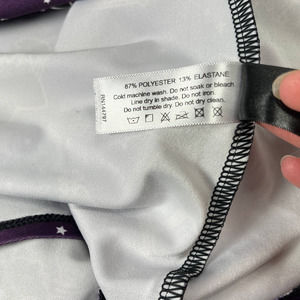 87% POLYESTER 13% ELASTANE
Cold machine wash. Do not soak or bleach.
Line dry in shade. Do not iron.
Do not tumble dry. Do not dry clean.